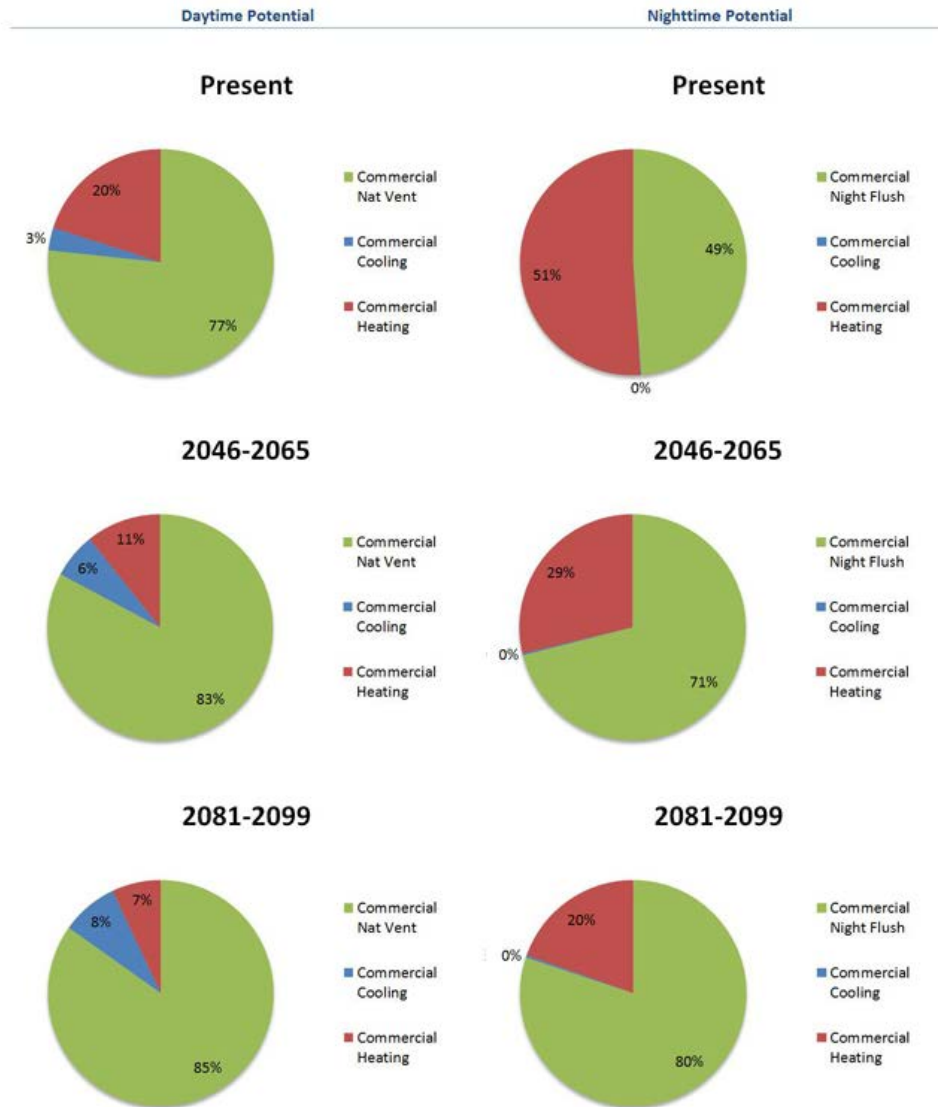 Daytime Potential
Nighttime Potential
Present
20%
3%
77%
Commercial
Nat Vent
Commercial
Cooling
Commercial
Heating
Present
51%
49%
0%
Commercial
Night Flush
Commercial
Cooling
Commercial
Heating
2046-2065
11%
6%
83%
Commercial
Nat Vent
Commercial
Cooling
Commercial
Heating
2046-2065
29%
0%
71%
Commercial
Night Flush
Commercial
Cooling
Commercial
Heating
2081-2099
7%
8%
85%
Commercial
Nat Vent
Commercial
Cooling
Commercial
Heating
2081-2099
20%
0%
80%
Commercial
Night Flush
Commercial
Cooling
Commercial
Heating